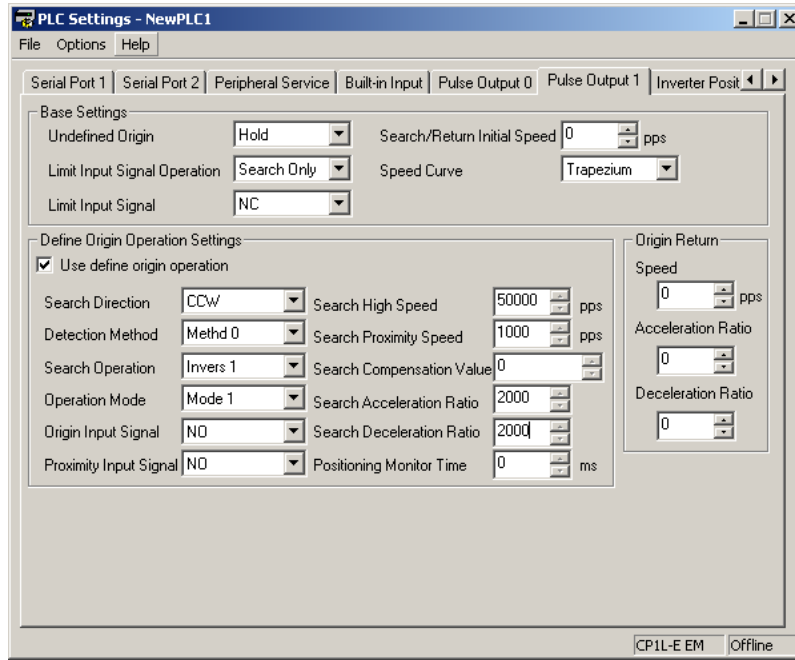 PLC Settings - NewPLC1
File Options Help
Serial Port 1 Serial Port 2 Peripheral Service Built-in Input Pulse Output 0 Pulse Output 1 Inverter Posit
Base Settings
Undefined Origin Hold Search/Return Initial Speed 0 pps
Limit Input Signal Operation Search Only Speed Curve Trapezium
Limit Input Signal NC
Define Origin Operation Settings Origin Return
Use define origin operation Speed
Search Direction CCW Search High Speed 50000 pps 0 pps
Detection Method Methd 0 Search Proximity Speed 1000 pps Acceleration Ratio
Search Operation Invers 1 Search Compensation Value 0 0
Operation Mode Mode 1 Search Acceleration Ratio 2000 Deceleration Ratio
Origin Input Signal NO Search Deceleration Ratio 2000 0
Proximity Input Signal NO Positioning Monitor Time 0 ms
CP1L-E EM Offline